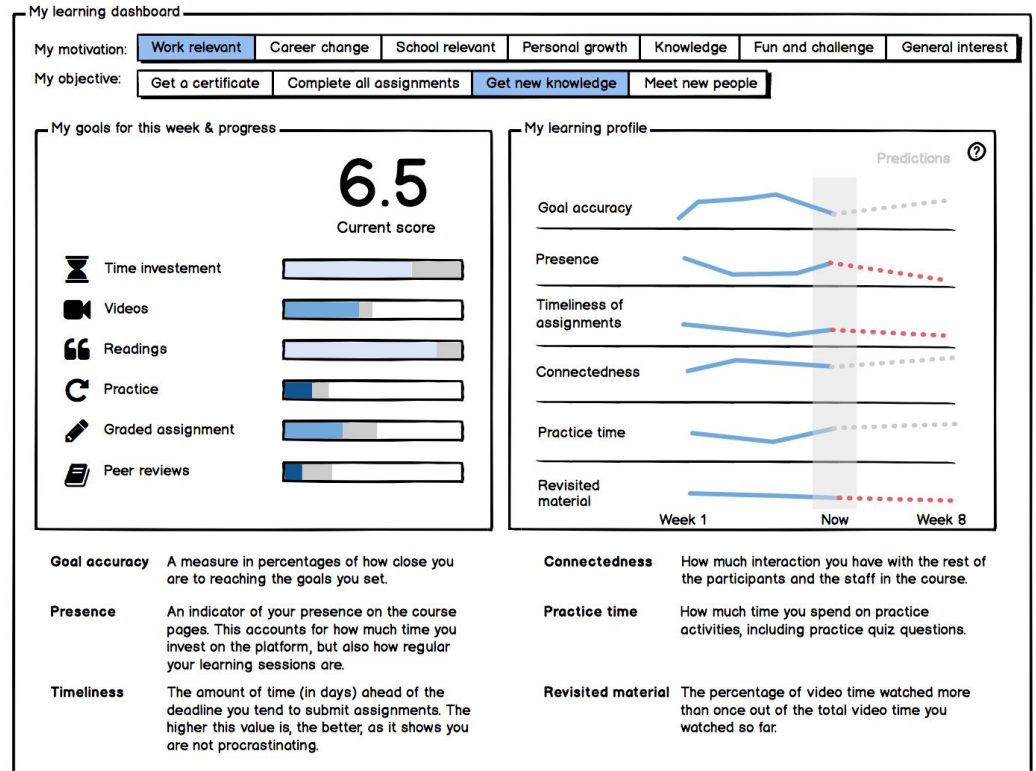 My learning dashboard
My motivation: Work relevant Career change School relevant Personal growth Knowledge Fun and challenge General interest
My objective: Get a certificate Complete all assignments Get new knowledge Meet new people
My goals for this week & progress
6.5
Current score
Time investement
Videos
Readings
Practice
Graded assignment
Peer reviews
My learning profile
Predictions ?
Goal accuracy
Presence
Timeliness of
assignments
Connectedness
Practice time
Revisited
material
Week 1 Now Week 8
Goal accuracy A measure in percentages of how close you
are to reaching the goals you set.
Presence An indicator of your presence on the course
pages. This accounts for how much time you
invest on the platform, but also how regular
your learning sessions are.
Timeliness The amount of time (in days) ahead of the
deadline you tend to submit assignments. The
higher this value is, the better, as it shows you
are not procrastinating.
Connectedness How much interaction you have with the rest of
the participants and the staff in the course.
Practice time How much time you spend on practice
activities, including practice quiz questions.
Revisited material The percentage of video time watched more
than once out of the total video time you
watched so far.